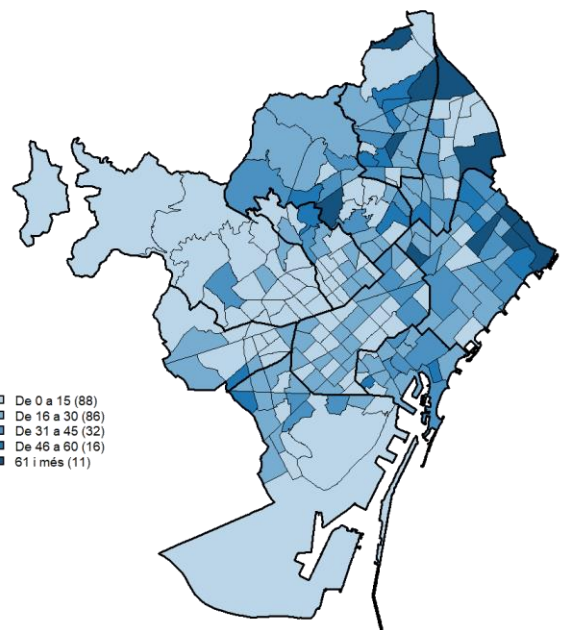 De 0 a 15 (88)
De 16 a 30 (86)
De 31 a 45 (32)
De 46 a 60 (16)
61 i més (11)